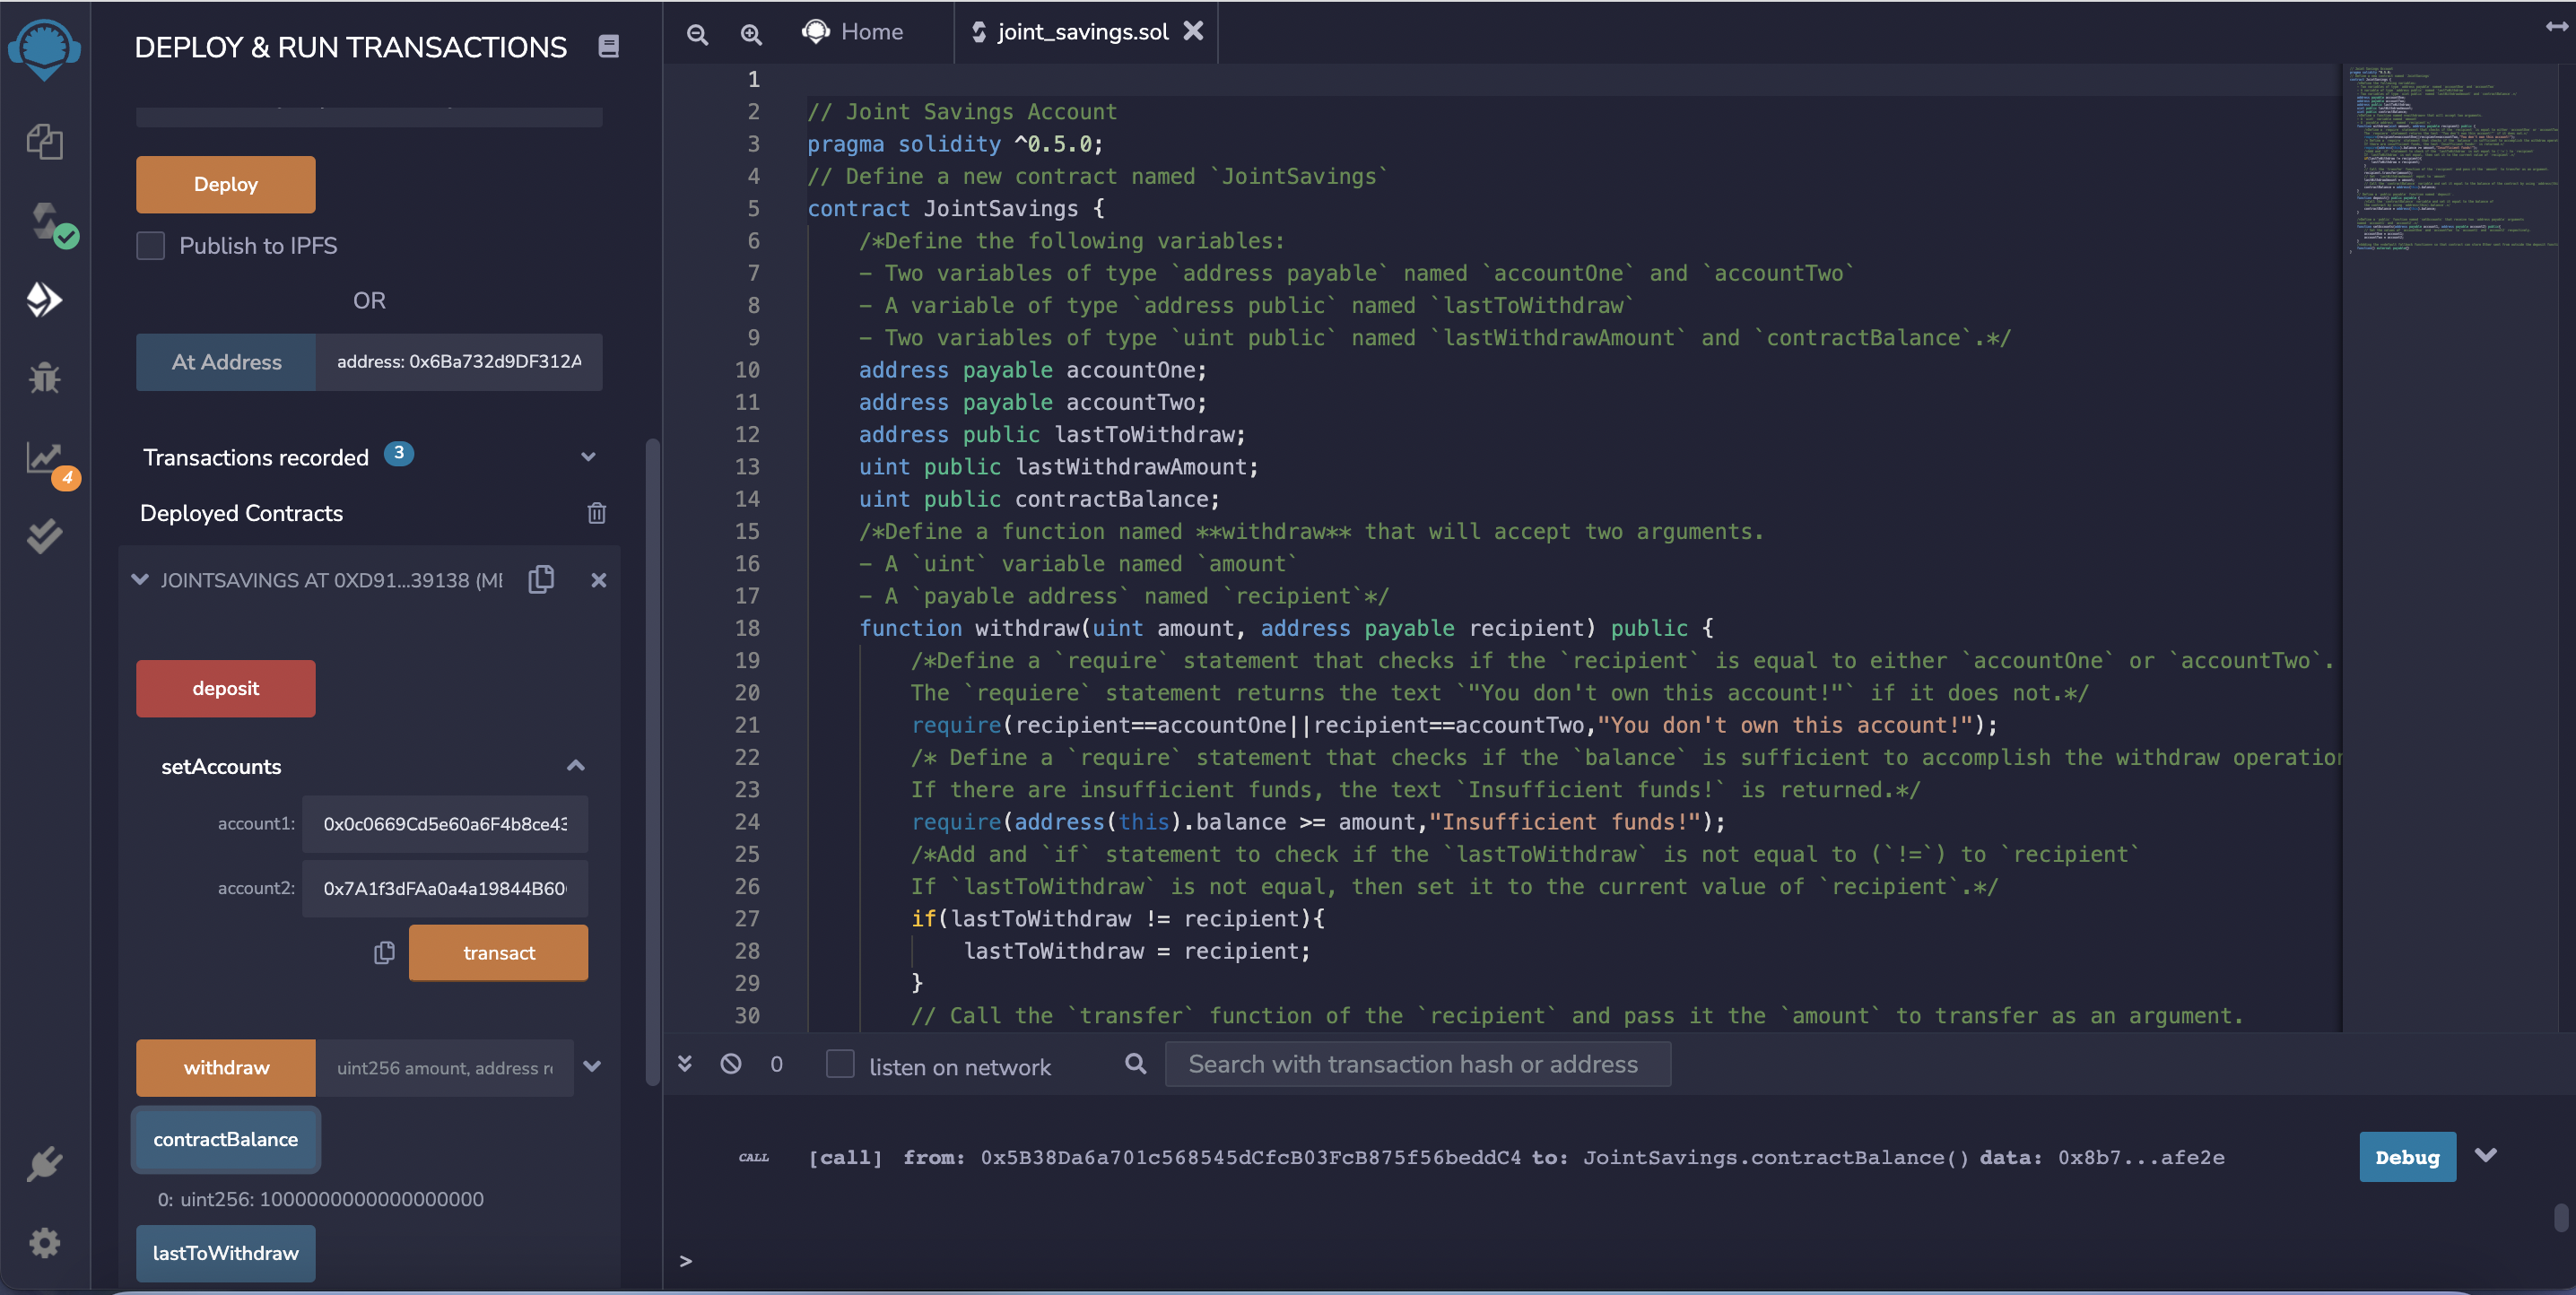 DEPLOY & RUN TRANSACTIONS
Deploy
Publish to IPFS
OR
At Address
address: 0x6Ba732d9DF312A
Transactions recorded 3
Deployed Contracts
JOINTSAVINGS AT 0XD91...39138 (ME
deposit
setAccounts
account1: 0x0c0669Cd5e60a6F4b8ce43
account2: 0x7A1f3dFAa0a4a19844B60
transact
withdraw
uint256 amount, address re
contractBalance
0: uint256: 1000000000000000000
lastToWithdraw
4
Home
joint_savings.sol
1
2 // Joint Savings Account
3 pragma solidity ^0.5.0;
4 // Define a new contract named `JointSavings`
5 contract JointSavings {
6 /*Define the following variables:
7 - Two variables of type `address payable` named `accountOne` and `accountTwo`
8 - A variable of type `address public` named `lastToWithdraw`
9 - Two variables of type `uint public` named `lastWithdrawAmount` and `contractBalance`.*/
10 address payable accountOne;
11 address payable accountTwo;
12 address public lastToWithdraw;
13 uint public lastWithdrawAmount;
14 uint public contractBalance;
15 /*Define a function named **withdraw** that will accept two arguments.
16 - A `uint` variable named `amount`
17 - A `payable address` named `recipient`*/
18 function withdraw(uint amount, address payable recipient) public {
19 /*Define a `require` statement that checks if the `recipient` is equal to either `accountOne` or `accountTwo`.
20 The `requiere` statement returns the text `"You don't own this account!"` if it does not.*/
21 require(recipient==accountOne||recipient==accountTwo,"You don't own this account!");
22 /* Define a `require` statement that checks if the `balance` is sufficient to accomplish the withdraw operation
23 If there are insufficient funds, the text `Insufficient funds!` is returned.*/
24 require(address(this).balance >= amount,"Insufficient funds!");
25 /*Add and `if` statement to check if the `lastToWithdraw` is not equal to (`!=`) to `recipient`
26 If `lastToWithdraw` is not equal, then set it to the current value of `recipient`.*/
27 if(lastToWithdraw != recipient){
28 lastToWithdraw = recipient;
29 }
30 // Call the `transfer` function of the `recipient` and pass it the `amount` to transfer as an argument.
0
listen on network
Search with transaction hash or address
CALL [call] from: 0x5B38Da6a701c568545dCfcB03FcB875f56beddC4 to: JointSavings.contractBalance() data: 0x8b7...afe2e
Debug
>